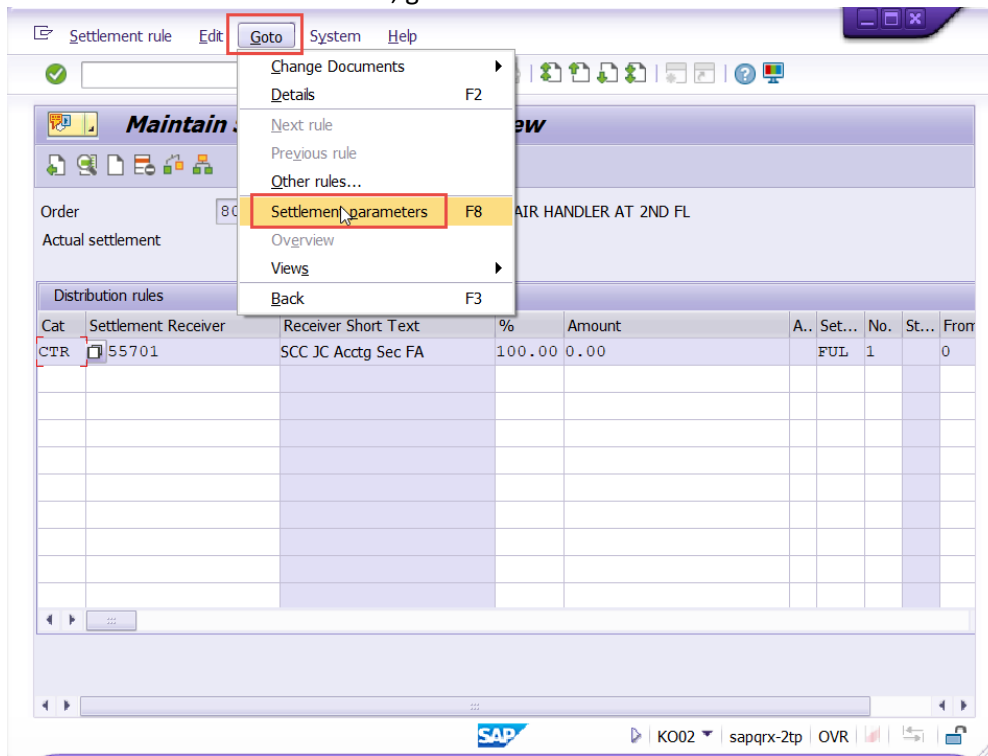 Settlement rule Edit Goto System Help
Change Documents
Details F2
Next rule
Previous rule
Other rules...
Settlement parameters F8
Overview
Views
Back F3
Maintain ew
Order 80 AIR HANDLER AT 2ND FL
Actual settlement
Distribution rules
Cat Settlement Receiver Receiver Short Text % Amount A.. Set... No. St... From
CTR 55701 SCC JC Acctg Sec FA 100.00 0.00 FUL 1 0
SAP KO02 sapqrx-2tp OVR